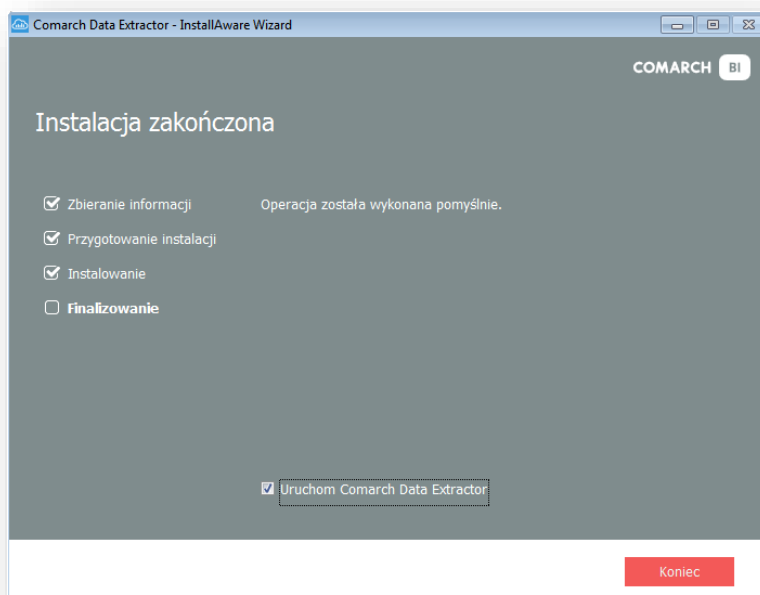 Comarch Data Extractor - InstallAware Wizard
COMARCH BI
Instalacja zakończona
Zbieranie informacji
Operacja została wykonana pomyślnie.
Przygotowanie instalacji
Instalowanie
Finalizowanie
Uruchom Comarch Data Extractor
Koniec